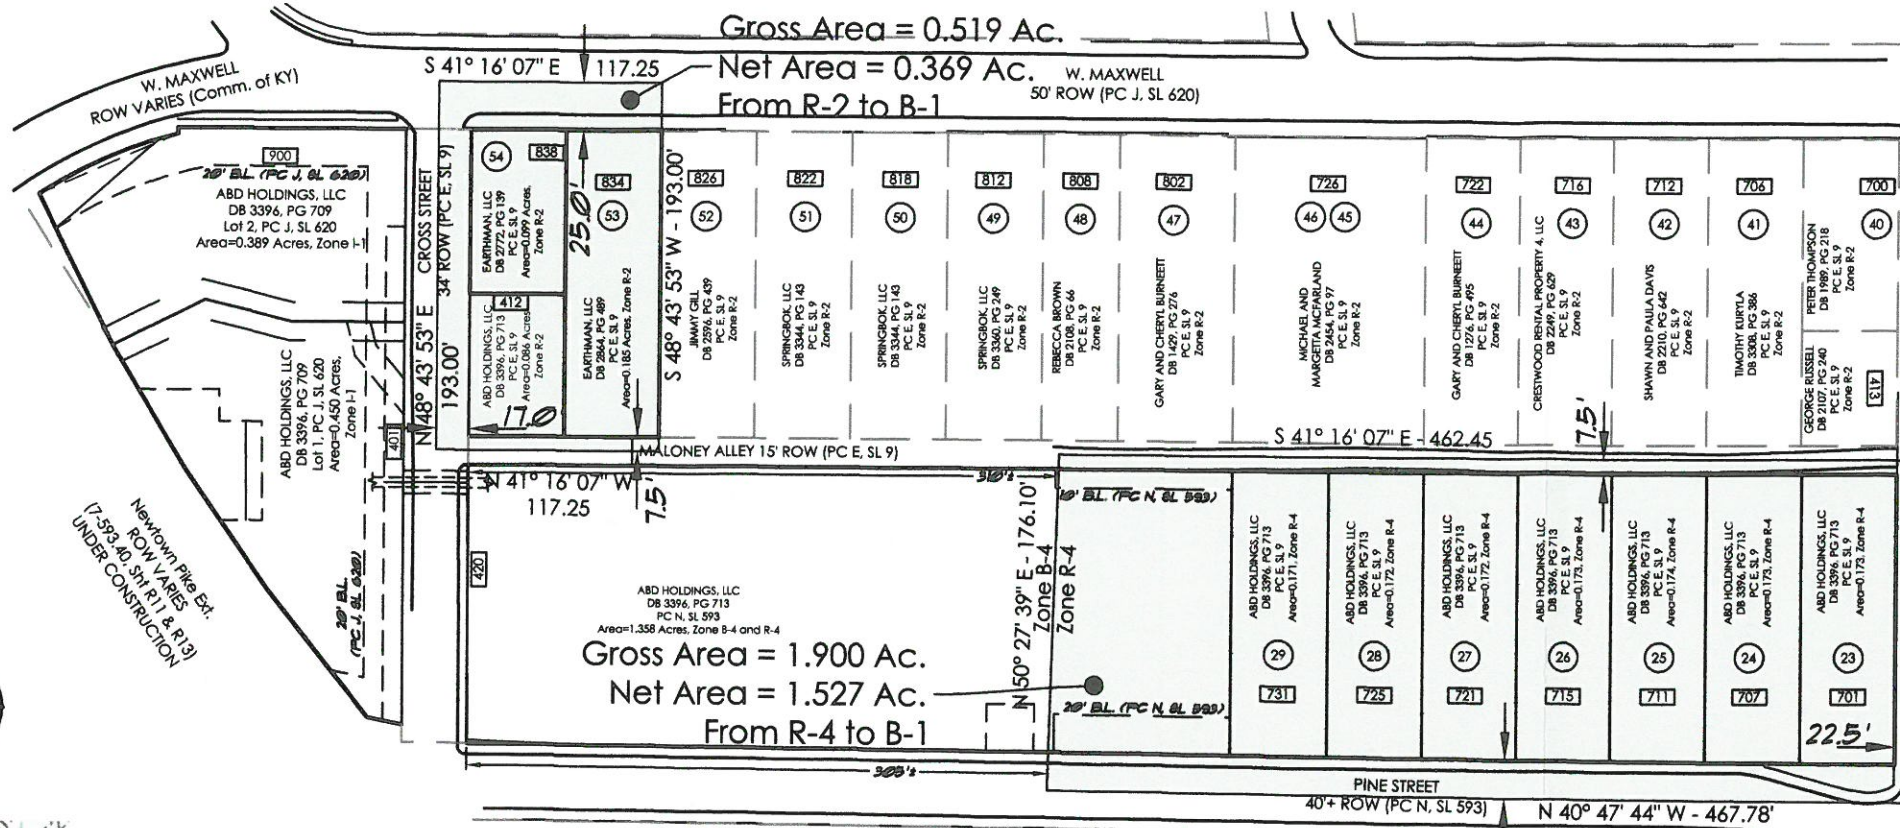 Gross Area = 0.519 Ac.
Net Area = 0.369 Ac.
From R-2 to B-1
S 41° 16' 07" E
117.25
W. MAXWELL
ROW VARIES (Comm. of KY)
W. MAXWELL
50' ROW (PC J, SL 620)
900
20' B.L. (PC J, SL 620)
ABD HOLDINGS, LLC
DB 3396, PG 709
Lot 2, PC J, SL 620
Area=0.389 Acres, Zone I-1
CROSS STREET
34' ROW (PC E, SL 9)
N 48° 43' 53" E
193.00'
54
838
EARTHMAN, LLC
DB 2772, PG 139
PC E, SL 9
Area=0.099 Acres
Zone R-2
412
ABD HOLDINGS, LLC
DB 3396, PG 713
PC E, SL 9
Area=0.086 Acres
Zone R-2
17.0
25.0'
834
53
EARTHMAN, LLC
DB 2864, PG 489
PC E, SL 9
Area=0.185 Acres, Zone R-2
S 48° 43' 53" W - 193.00'
826
52
JIMMY GILL
DB 2596, PG 439
PC E, SL 9
Zone R-2
822
51
SPRINGBOK, LLC
DB 3344, PG 143
PC E, SL 9
Zone R-2
818
50
SPRINGBOK, LLC
DB 3344, PG 143
PC E, SL 9
Zone R-2
812
49
SPRINGBOK, LLC
DB 3360, PG 249
PC E, SL 9
Zone R-2
808
48
REBECCA BROWN
DB 2108, PG 66
PC E, SL 9
Zone R-2
802
47
GARY AND CHERYL BURNEETT
DB 1429, PG 276
PC E, SL 9
Zone R-2
726
46
45
MICHAEL AND
MARGETTA MCFARLAND
DB 2454, PG 97
PC E, SL 9
Zone R-2
722
44
GARY AND CHERYL BURNEETT
DB 1276, PG 495
PC E, SL 9
Zone R-2
716
43
CRESTWOOD RENTAL PROPERTY 4, LLC
DB 2249, PG 629
PC E, SL 9
Zone R-2
712
42
SHAWN AND PAULA DAVIS
DB 2210, PG 642
PC E, SL 9
Zone R-2
706
41
TIMOTHY KURYLA
DB 3308, PG 386
PC E, SL 9
Zone R-2
700
40
PETER THOMPSON
DB 1989, PG 218
PC E, SL 9
Zone R-2
413
GEORGE RUSSELL
DB 2107, PG 240
PC E, SL 9
Zone R-2
ABD HOLDINGS, LLC
DB 3396, PG 709
Lot 1, PC J, SL 620
Area=0.450 Acres,
Zone I-1
401
20' B.L.
(PC J, SL 620)
Newtown Pike Ext.
ROW VARIES
(7-593.40, Sht R11 & R13)
UNDER CONSTRUCTION
MALONEY ALLEY 15' ROW (PC E, SL 9)
N 41° 16' 07" W
117.25
7.5'
S 41° 16' 07" E - 462.45
7.5'
310'±
420
ABD HOLDINGS, LLC
DB 3396, PG 713
PC N, SL 593
Area=1.358 Acres, Zone B-4 and R-4
Gross Area = 1.900 Ac.
Net Area = 1.527 Ac.
From R-4 to B-1
N 50° 27' 39" E - 176.10'
Zone B-4
Zone R-4
10' B.L. (PC N, SL 593)
20' B.L. (PC N, SL 593)
ABD HOLDINGS, LLC
DB 3396, PG 713
PC E, SL 9
Area=0.171, Zone R-4
29
731
ABD HOLDINGS, LLC
DB 3396, PG 713
PC E, SL 9
Area=0.172, Zone R-4
28
725
ABD HOLDINGS, LLC
DB 3396, PG 713
PC E, SL 9
Area=0.172, Zone R-4
27
721
ABD HOLDINGS, LLC
DB 3396, PG 713
PC E, SL 9
Area=0.173, Zone R-4
26
715
ABD HOLDINGS, LLC
DB 3396, PG 713
PC E, SL 9
Area=0.174, Zone R-4
25
711
ABD HOLDINGS, LLC
DB 3396, PG 713
PC E, SL 9
Area=0.173, Zone R-4
24
707
ABD HOLDINGS, LLC
DB 3396, PG 713
PC E, SL 9
Area=0.173, Zone R-4
23
701
22.5'
305'±
PINE STREET
40'+ ROW (PC N, SL 593)
N 40° 47' 44" W - 467.78'